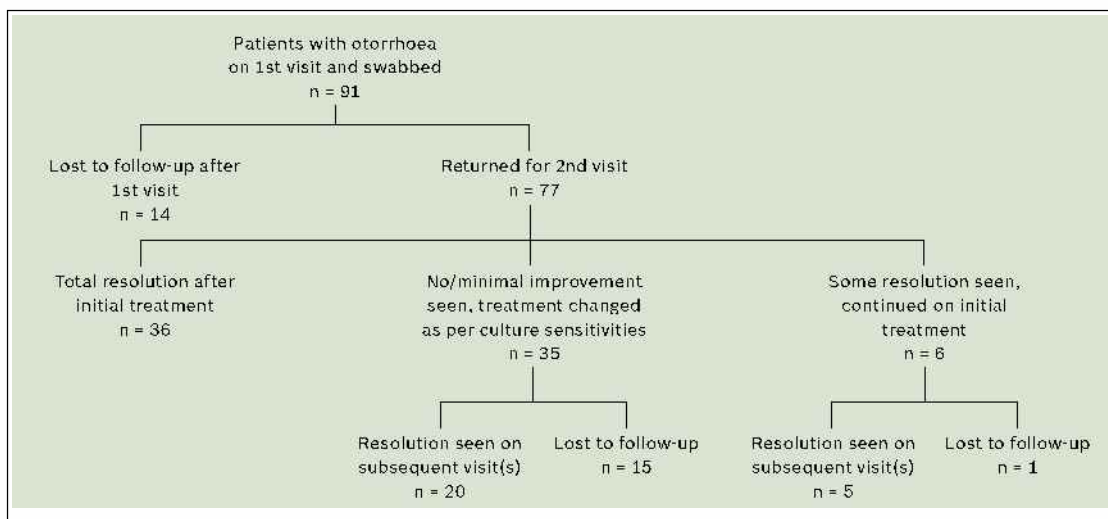 Patients with otorrhoea
on 1st visit and swabbed
n = 91
Lost to follow-up after
1st visit
n = 14
Returned for 2nd visit
n = 77
Total resolution after
initial treatment
n = 36
No/minimal improvement
seen, treatment changed
as per culture sensitivities
n = 35
Some resolution seen,
continued on initial
treatment
n = 6
Resolution seen on
subsequent visit(s)
n = 20
Lost to follow-up
n = 15
Resolution seen on
subsequent visit(s)
n = 5
Lost to follow-up
n = 1